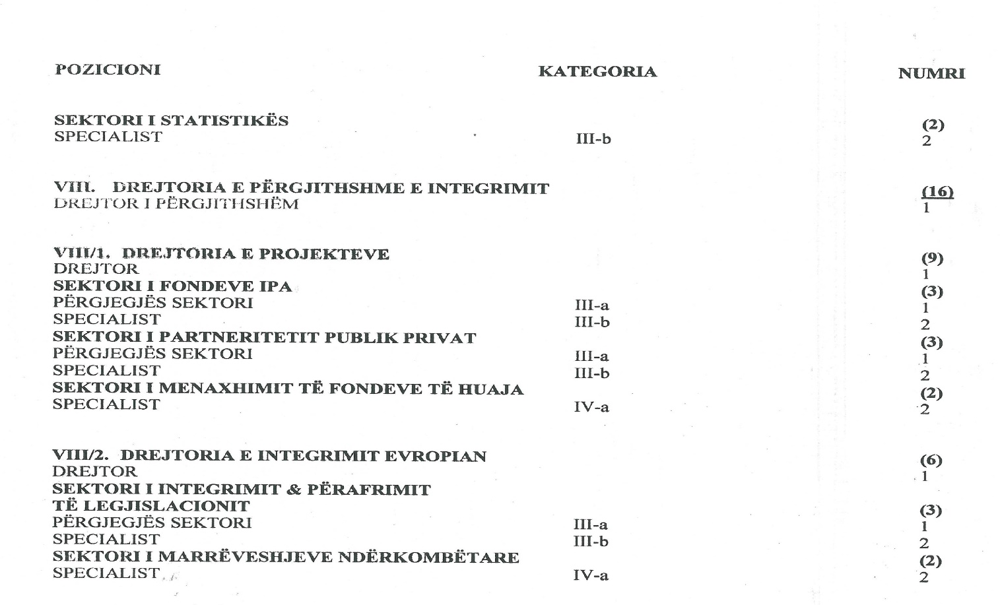 POZICIONI KATEGORIA NUMRI
SEKTORI I STATISTIKËS (2)
SPECIALIST III-b 2
VIII. DREJTORIA E PËRGJITHSHME E INTEGRIMIT (16)
DREJTOR I PËRGJITHSHËM 1
VIII/1. DREJTORIA E PROJEKTEVE (9)
DREJTOR 1
SEKTORI I FONDEVE IPA (3)
PËRGJEGJËS SEKTORI III-a 1
SPECIALIST III-b 2
SEKTORI I PARTNERITETIT PUBLIK PRIVAT (3)
PËRGJEGJËS SEKTORI III-a 1
SPECIALIST III-b 2
SEKTORI I MENAXHIMIT TË FONDEVE TË HUAJA (2)
SPECIALIST IV-a 2
VIII/2. DREJTORIA E INTEGRIMIT EVROPIAN (6)
DREJTOR 1
SEKTORI I INTEGRIMIT & PËRAFRIMIT
TË LEGJISLACIONIT (3)
PËRGJEGJËS SEKTORI III-a 1
SPECIALIST III-b 2
SEKTORI I MARRËVESHJEVE NDËRKOMBËTARE (2)
SPECIALIST IV-a 2